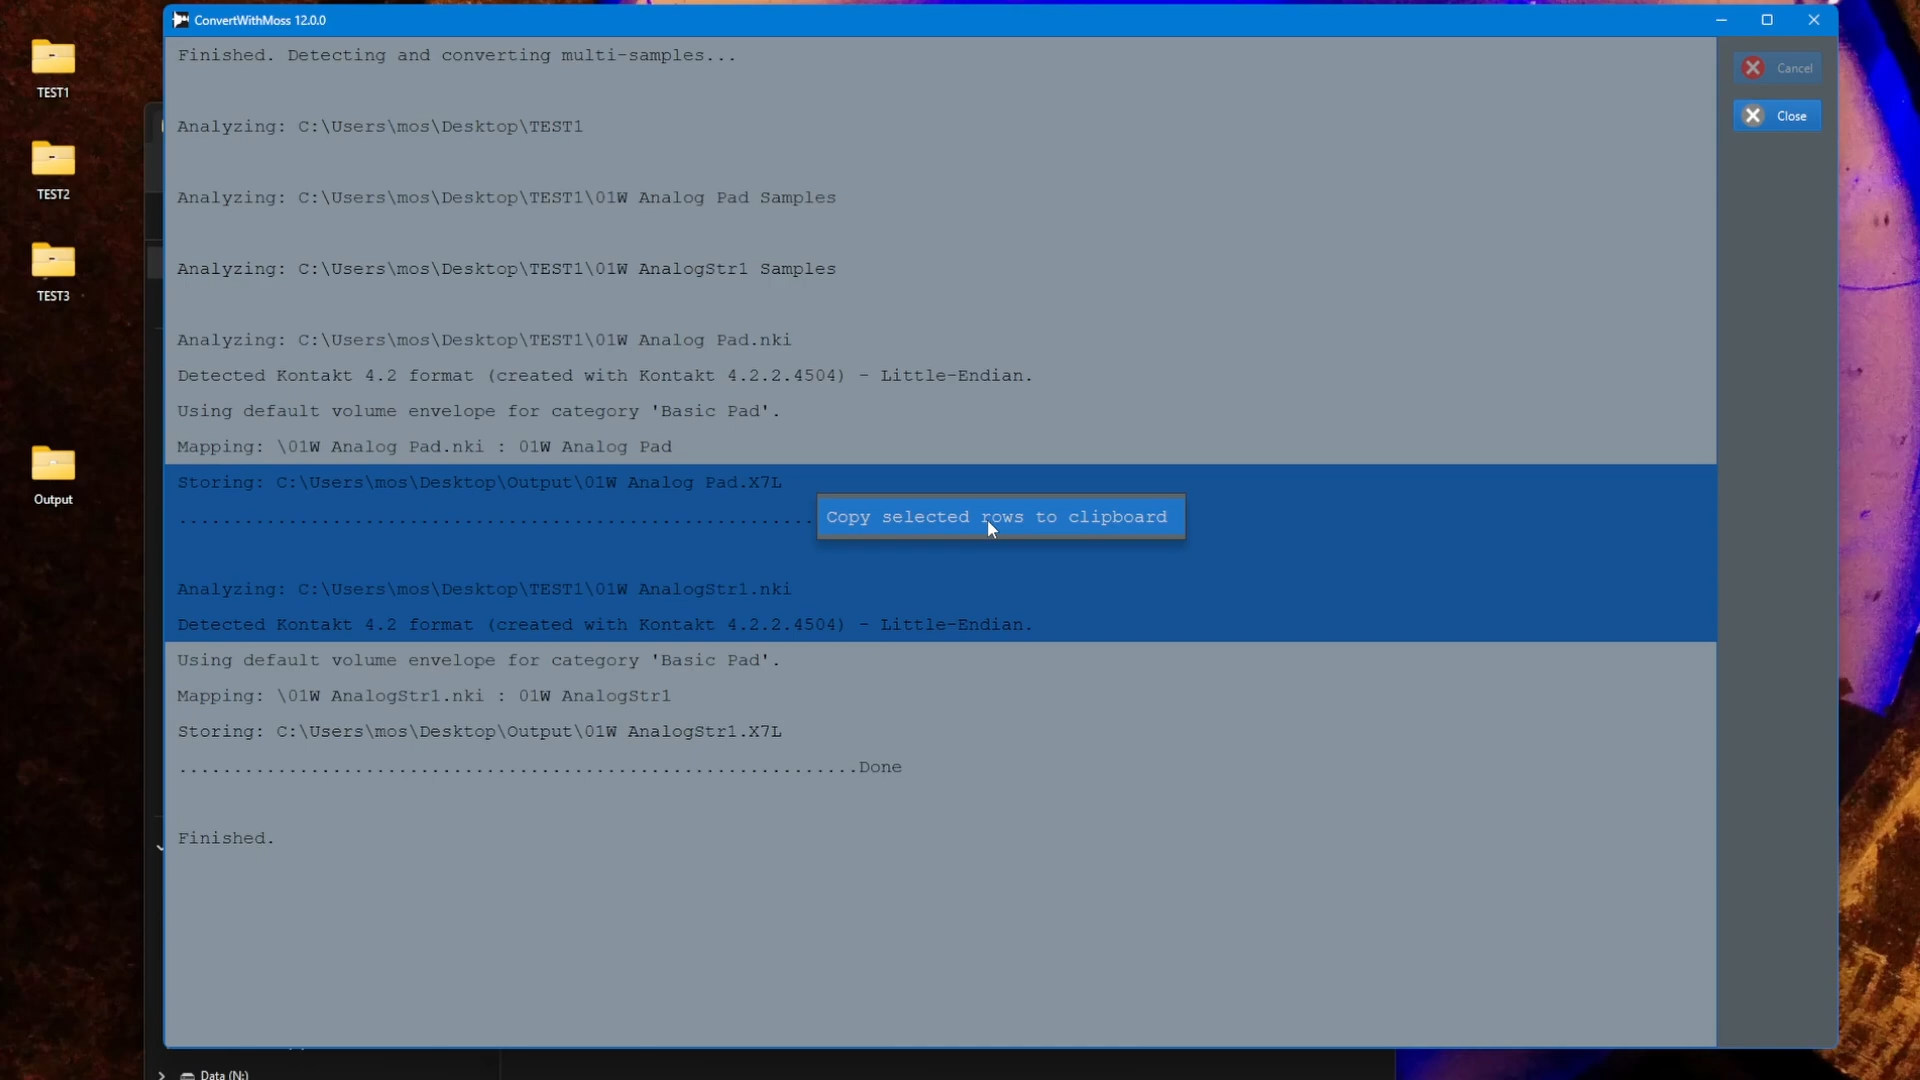 ConvertWithMoss 12.0.0
TEST1
TEST2
TEST3
Output
Finished. Detecting and converting multi-samples...
Analyzing: C:\Users\mos\Desktop\TEST1
Analyzing: C:\Users\mos\Desktop\TEST1\01W Analog Pad Samples
Analyzing: C:\Users\mos\Desktop\TEST1\01W AnalogStr1 Samples
Analyzing: C:\Users\mos\Desktop\TEST1\01W Analog Pad.nki
Detected Kontakt 4.2 format (created with Kontakt 4.2.2.4504) - Little-Endian.
Using default volume envelope for category 'Basic Pad'.
Mapping: \01W Analog Pad.nki : 01W Analog Pad
Storing: C:\Users\mos\Desktop\Output\01W Analog Pad.X7L
..........................................................
Copy selected rows to clipboard
Analyzing: C:\Users\mos\Desktop\TEST1\01W AnalogStr1.nki
Detected Kontakt 4.2 format (created with Kontakt 4.2.2.4504) - Little-Endian.
Using default volume envelope for category 'Basic Pad'.
Mapping: \01W AnalogStr1.nki : 01W AnalogStr1
Storing: C:\Users\mos\Desktop\Output\01W AnalogStr1.X7L
..............................................................Done
Finished.
Cancel
Close
Data (N:)